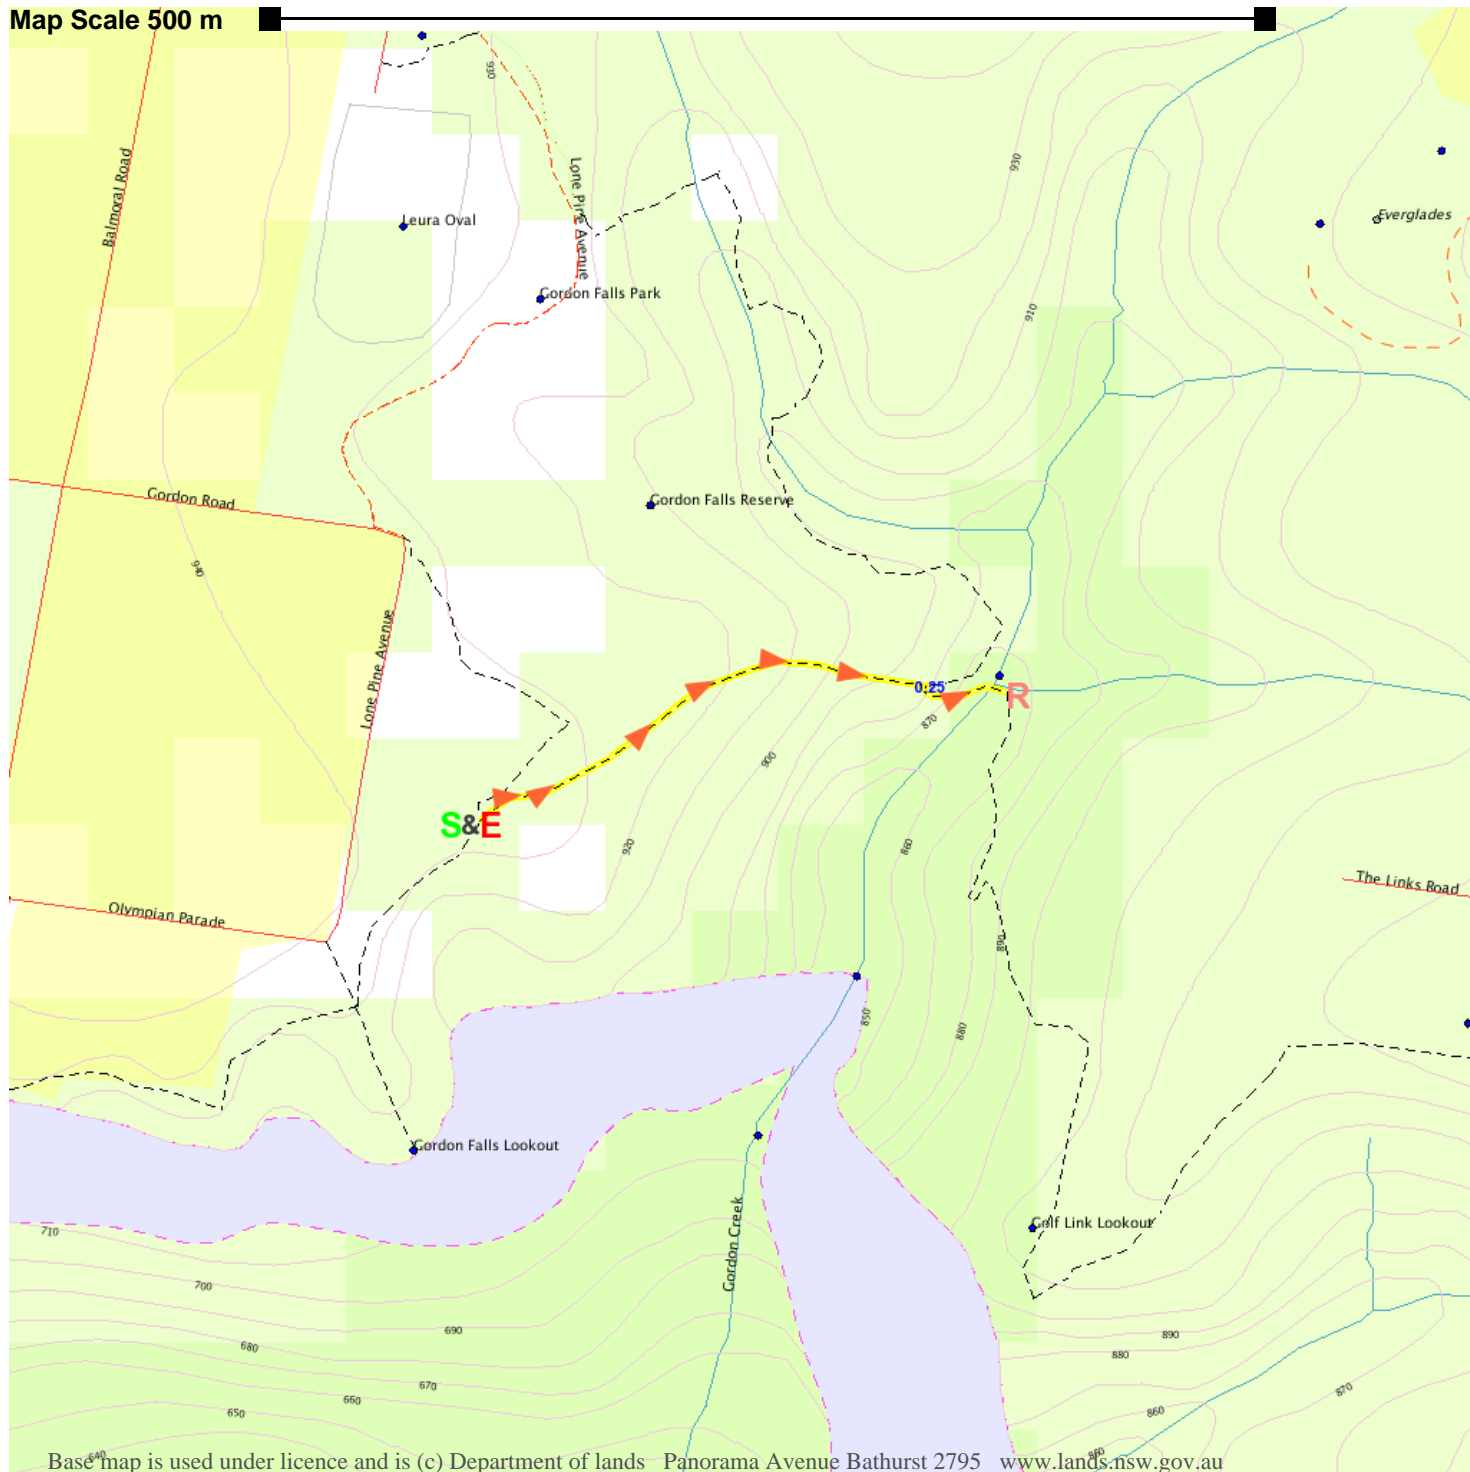 Map Scale 500 m
930
Balmoral Road
Lone Pine Avenue
930
Leura Oval
Everglades
Gordon Falls Park
910
Gordon Road
Gordon Falls Reserve
940
Lone Pine Avenue
0.25
R
870
900
S&E
920
860
The Links Road
Olympian Parade
890
850
880
Gordon Falls Lookout
Gordon Creek
Golf Link Lookout
710
700
690
680
670
660
650
640
890
880
870
860
860
Base map is used under licence and is (c) Department of lands Panorama Avenue Bathurst 2795 www.lands.nsw.gov.au